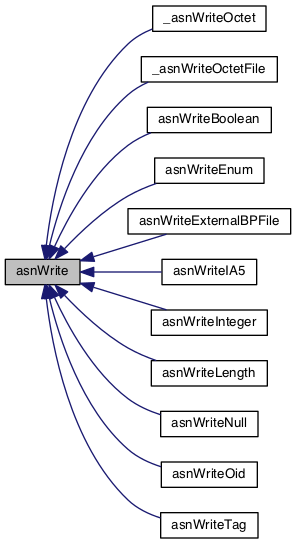 _asnWriteOctet
_asnWriteOctetFile
asnWriteBoolean
asnWriteEnum
asnWriteExternalBPFile
asnWrite
asnWriteIA5
asnWriteInteger
asnWriteLength
asnWriteNull
asnWriteOid
asnWriteTag